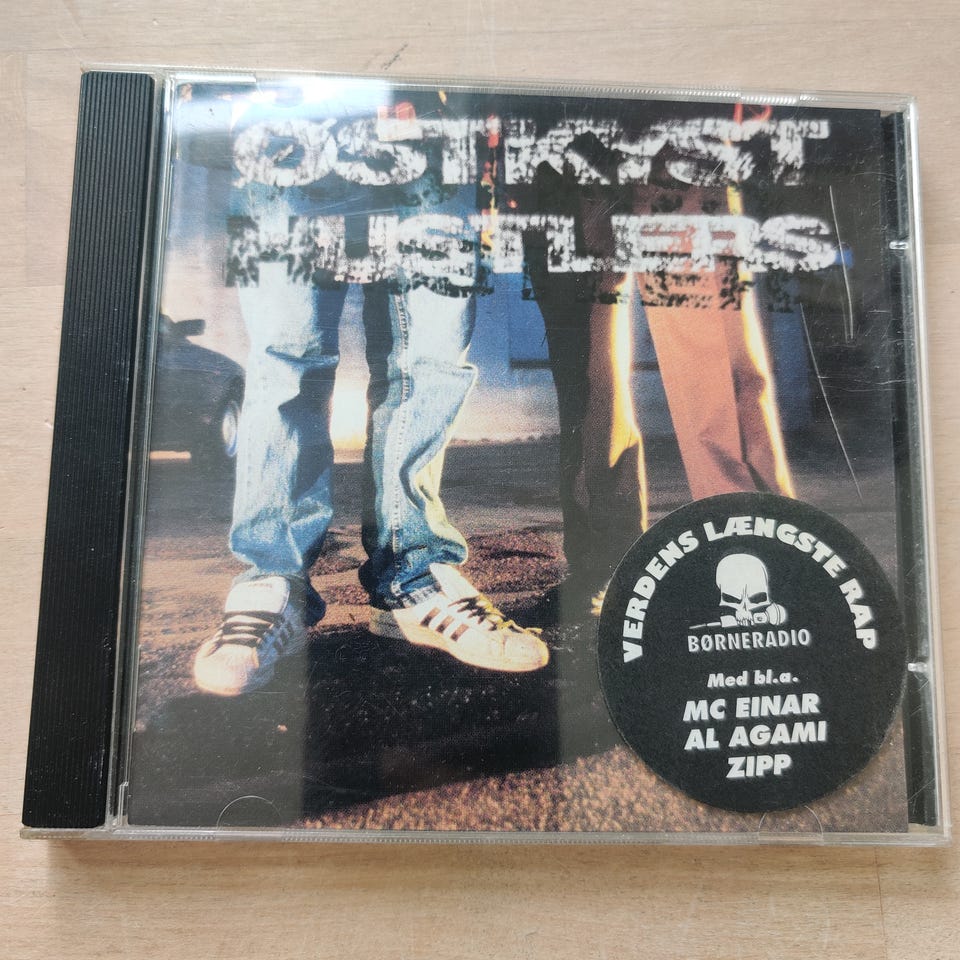 ØSTKYST
HUSTLERS
VERDENS LÆNGSTE RAP
BØRNERADIO
Med bl.a.
MC EINAR
AL AGAMI
ZIPP